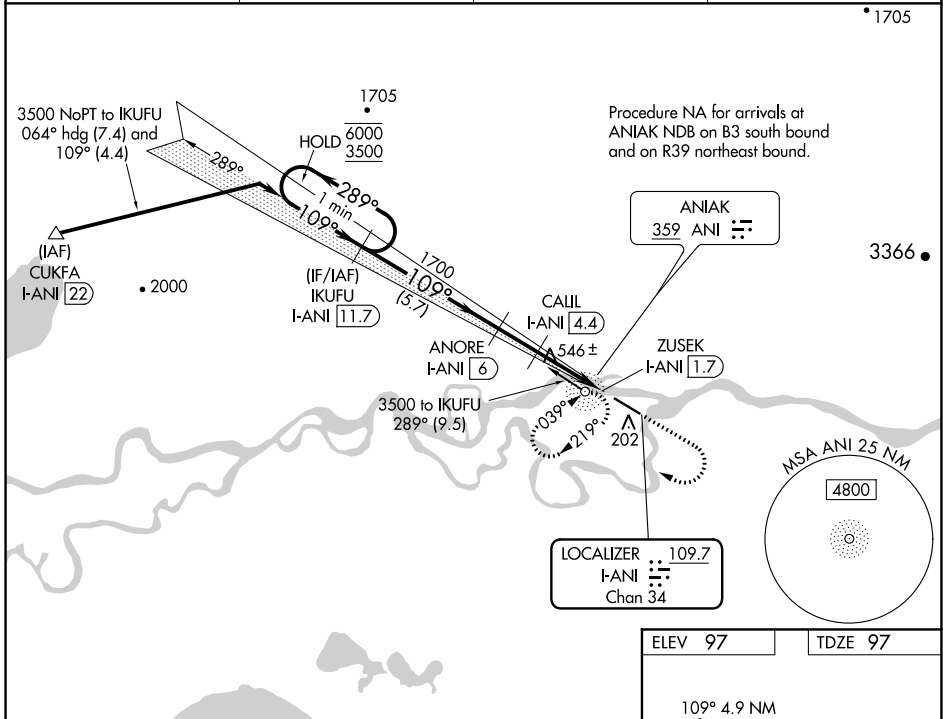 1705
3500 NoPT to IKUFU
064° hdg (7.4) and
109° (4.4)
1705
HOLD
6000
3500
Procedure NA for arrivals at
ANIAK NDB on B3 south bound
and on R39 northeast bound.
289°
289°
1 min
109°
ANIAK
359 ANI
3366
(IAF)
CUKFA
I-ANI 22
2000
(IF/IAF)
IKUFU
I-ANI 11.7
1700
109°
(5.7)
CALIL
I-ANI 4.4
546 ±
ANORE
I-ANI 6
ZUSEK
I-ANI 1.7
3500 to IKUFU
289° (9.5)
039°
219°
202
MSA ANI 25 NM
4800
LOCALIZER 109.7
I-ANI
Chan 34
ELEV 97
TDZE 97
109° 4.9 NM